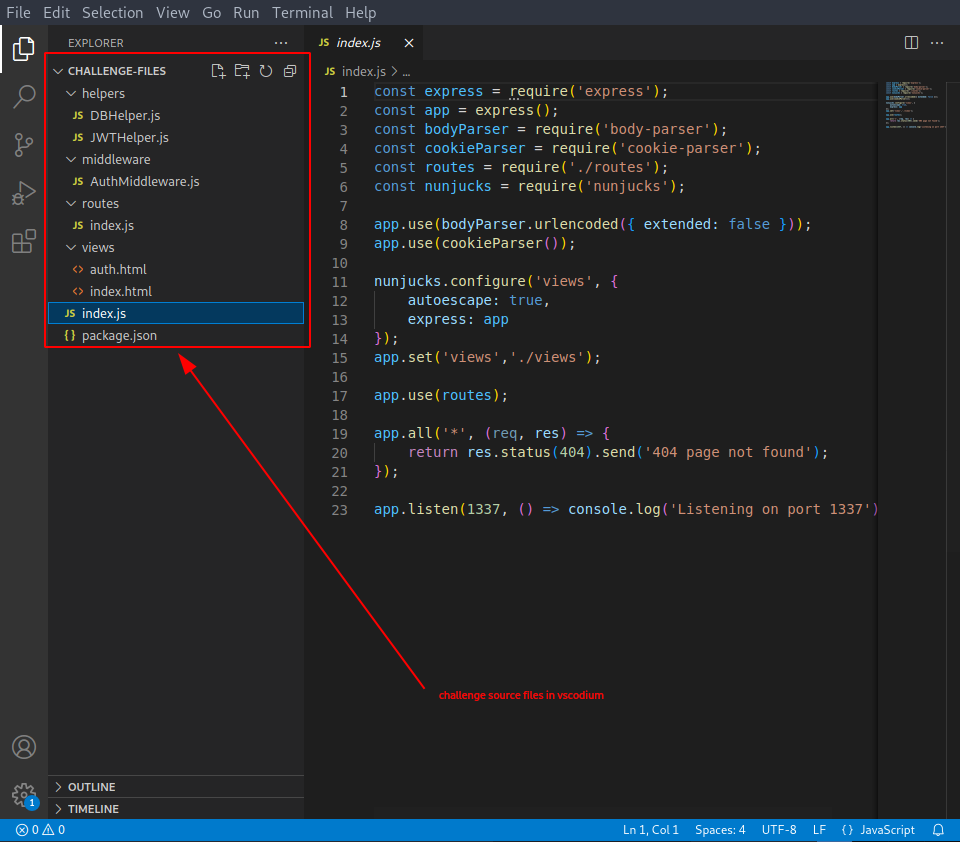 File Edit Selection View Go Run Terminal Help
EXPLORER
CHALLENGE-FILES
helpers
JS DBHelper.js
JS JWTHelper.js
middleware
JS AuthMiddleware.js
routes
JS index.js
views
<> auth.html
<> index.html
JS index.js
{} package.json
OUTLINE
TIMELINE
JS index.js
JS index.js > ...
1 const express = require('express');
2 const app = express();
3 const bodyParser = require('body-parser');
4 const cookieParser = require('cookie-parser');
5 const routes = require('./routes');
6 const nunjucks = require('nunjucks');
7
8 app.use(bodyParser.urlencoded({ extended: false }));
9 app.use(cookieParser());
10
11 nunjucks.configure('views', {
12     autoescape: true,
13     express: app
14 });
15 app.set('views','./views');
16
17 app.use(routes);
18
19 app.all('*', (req, res) => {
20     return res.status(404).send('404 page not found');
21 });
22
23 app.listen(1337, () => console.log('Listening on port 1337')
challenge source files in vscodium
1
0 0 Ln 1, Col 1 Spaces: 4 UTF-8 LF {} JavaScript